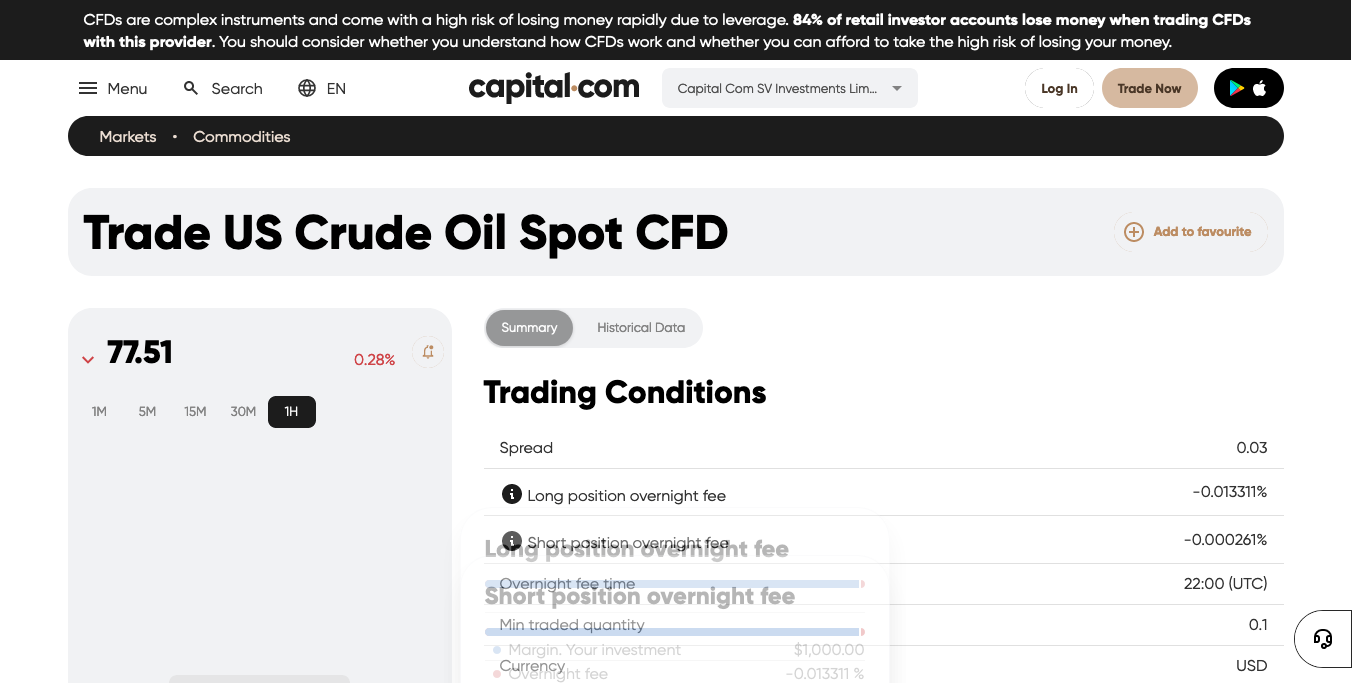 CFDs are complex instruments and come with a high risk of losing money rapidly due to leverage. 84% of retail investor accounts lose money when trading CFDs
with this provider. You should consider whether you understand how CFDs work and whether you can afford to take the high risk of losing your money.
Menu Search EN capital.com Capital Com SV Investments Lim... Log In Trade Now
Markets • Commodities
Trade US Crude Oil Spot CFD
Add to favourite
77.51
0.28%
1M 5M 15M 30M 1H
Summary Historical Data
Trading Conditions
Spread 0.03
Long position overnight fee -0.013311%
Short position overnight fee -0.000261%
Long position overnight fee
Overnight fee time 22:00 (UTC)
Short position overnight fee
Min traded quantity 0.1
Margin. Your investment $1,000.00
Currency USD
Overnight fee -0.013311 %